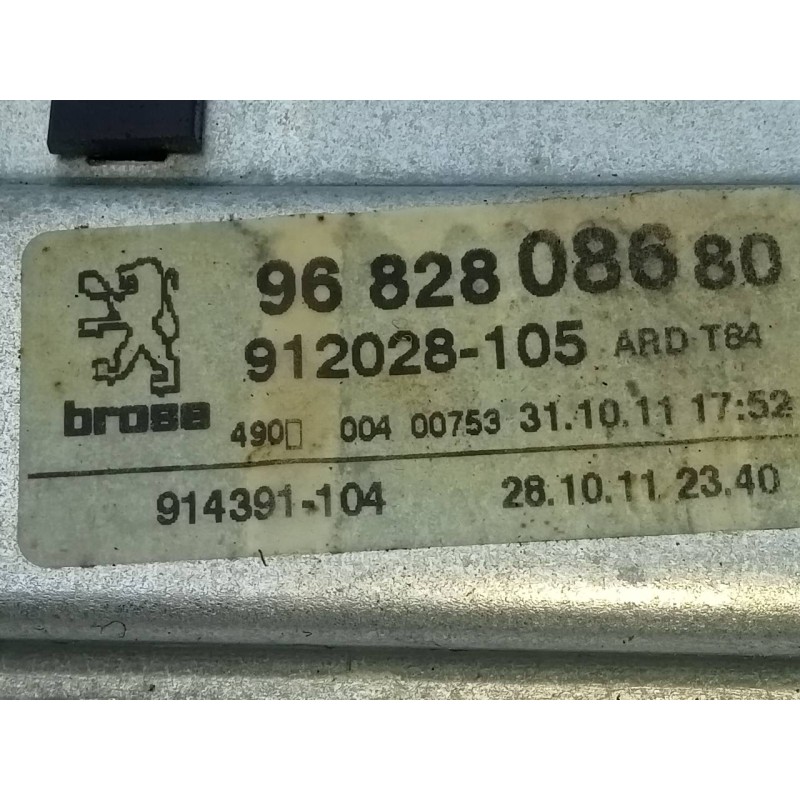 96 828 086 80
912028-105 ARD T84
brose
490▯ 004 00753 31.10.11 17:52
914391-104 28.10.11 23.40